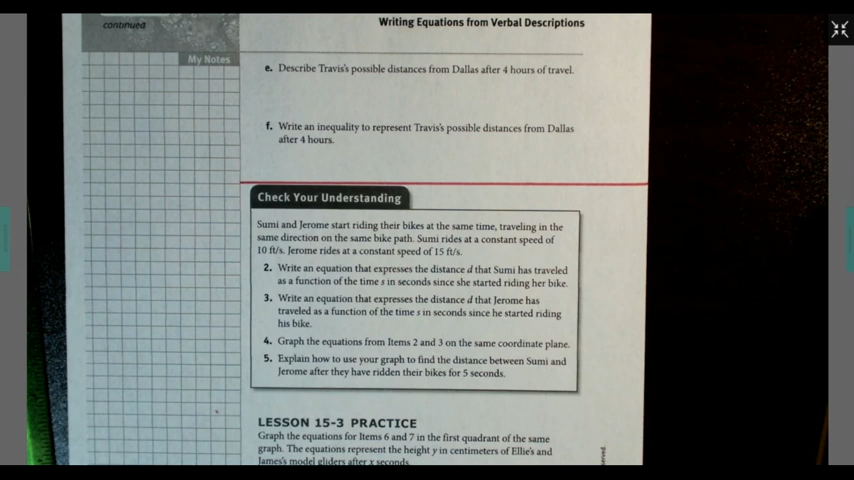 continued
Writing Equations from Verbal Descriptions
My Notes
e. Describe Travis's possible distances from Dallas after 4 hours of travel.
f. Write an inequality to represent Travis's possible distances from Dallas
after 4 hours.
Check Your Understanding
Sumi and Jerome start riding their bikes at the same time, traveling in the
same direction on the same bike path. Sumi rides at a constant speed of
10 ft/s. Jerome rides at a constant speed of 15 ft/s.
2. Write an equation that expresses the distance d that Sumi has traveled
as a function of the time s in seconds since she started riding her bike.
3. Write an equation that expresses the distance d that Jerome has
traveled as a function of the time s in seconds since he started riding
his bike.
4. Graph the equations from Items 2 and 3 on the same coordinate plane.
5. Explain how to use your graph to find the distance between Sumi and
Jerome after they have ridden their bikes for 5 seconds.
LESSON 15-3 PRACTICE
Graph the equations for Items 6 and 7 in the first quadrant of the same
graph. The equations represent the height y in centimeters of Ellie's and
James's model gliders after x seconds